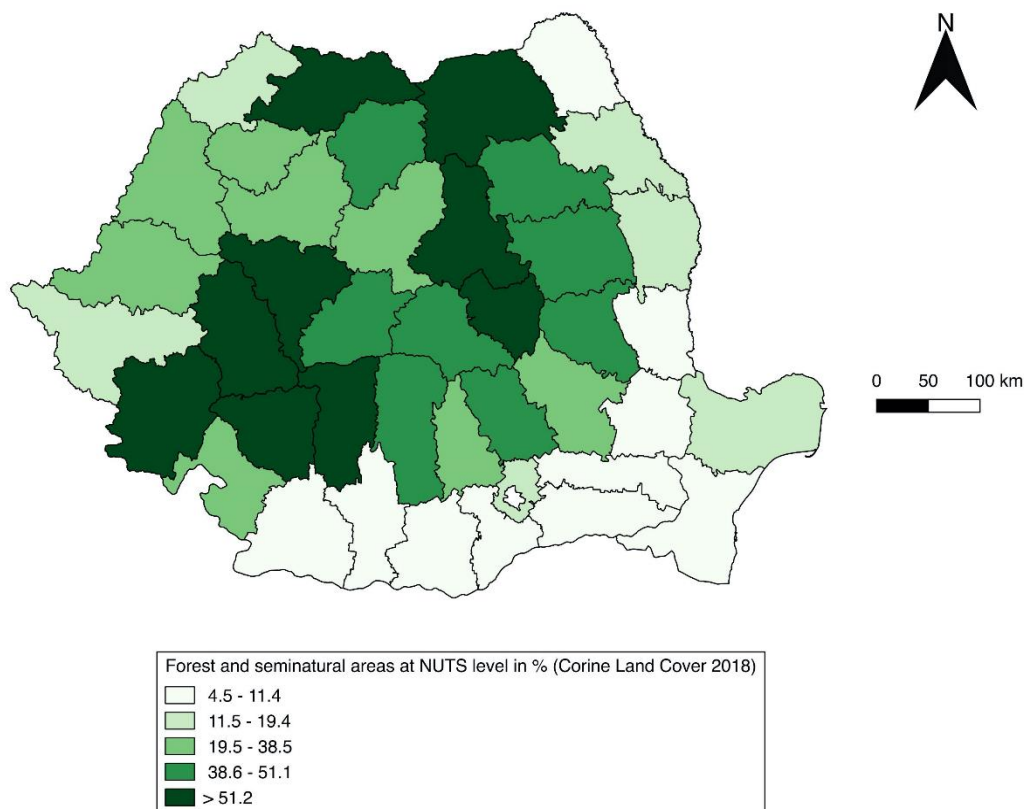 N
0 50 100 km
Forest and seminatural areas at NUTS level in % (Corine Land Cover 2018)
4.5 - 11.4
11.5 - 19.4
19.5 - 38.5
38.6 - 51.1
> 51.2